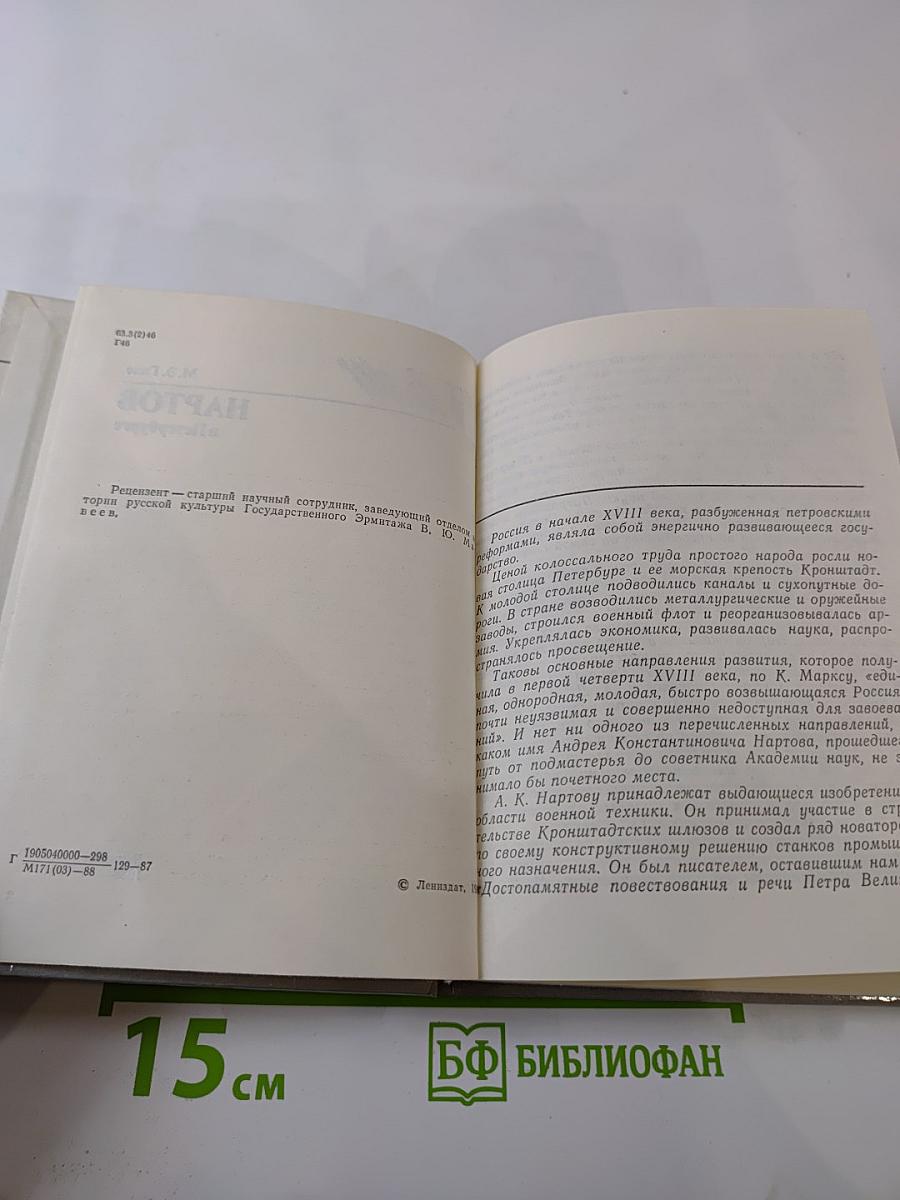 63.3(2)46
Г46
М. Э. Гизе
НАРТОВ
в Петербурге
Рецензент — старший научный сотрудник, заведующий отделом
тории русской культуры Государственного Эрмитажа В. Ю. М
веев.
Г 1905040000—298
М171(03)—88 129—87
© Лениздат, 19
Россия в начале XVIII века, разбуженная петровскими
реформами, являла собой энергично развивающееся госу-
дарство.
Ценой колоссального труда простого народа росли но-
вая столица Петербург и ее морская крепость Кронштадт.
К молодой столице подводились каналы и сухопутные до-
роги. В стране возводились металлургические и оружейные
заводы, строился военный флот и реорганизовывалась ар-
мия. Укреплялась экономика, развивалась наука, распро-
странялось просвещение.
Таковы основные направления развития, которое полу-
чила в первой четверти XVIII века, по К. Марксу, «еди-
ная, однородная, молодая, быстро возвышающаяся Россия
почти неуязвимая и совершенно недоступная для завоева
ний». И нет ни одного из перечисленных направлений,
каком имя Андрея Константиновича Нартова, прошедшег
путь от подмастерья до советника Академии наук, не з
нимало бы почетного места.
А. К. Нартову принадлежат выдающиеся изобретени
области военной техники. Он принимал участие в стр
тельстве Кронштадтских шлюзов и создал ряд новатор
по своему конструктивному решению станков промыш
ного назначения. Он был писателем, оставившим нам
«Достопамятные повествования и речи Петра Вели
15 см
БФ БИБЛИОФАН